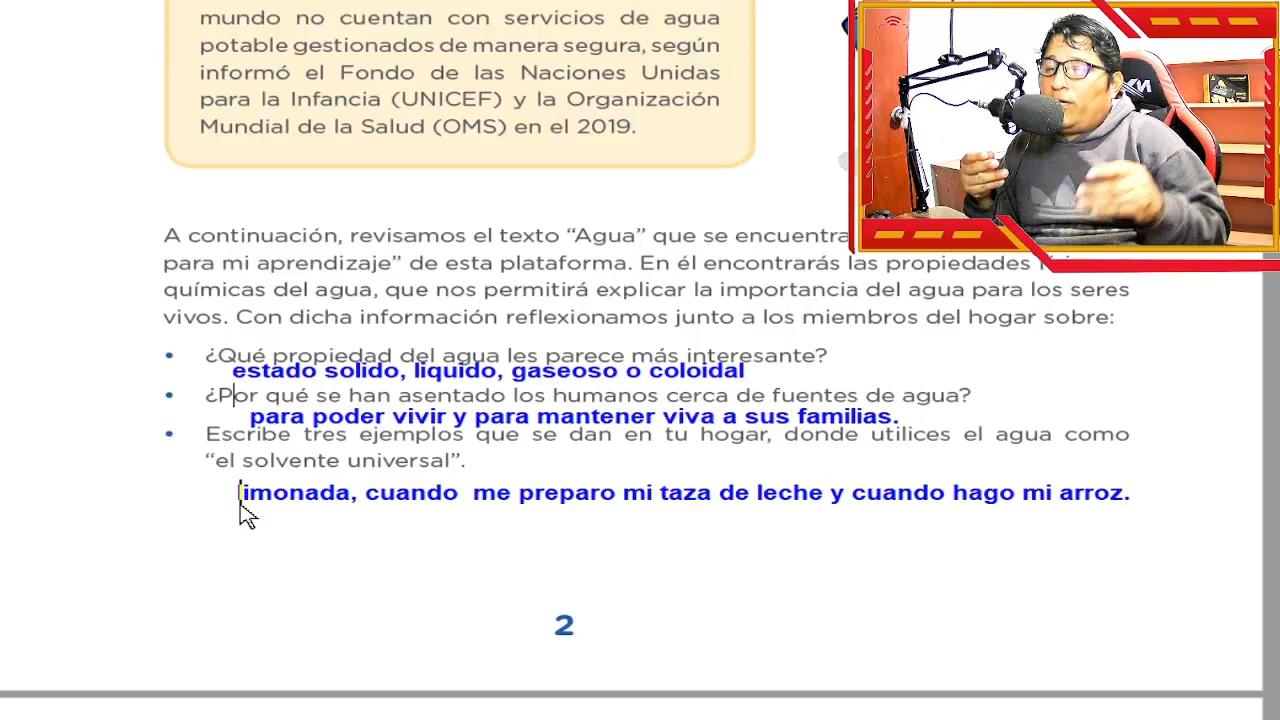 mundo no cuentan con servicios de agua
potable gestionados de manera segura, según
informó el Fondo de las Naciones Unidas
para la Infancia (UNICEF) y la Organización
Mundial de la Salud (OMS) en el 2019.
A continuación, revisamos el texto “Agua” que se encuentra
para mi aprendizaje” de esta plataforma. En él encontrarás las propiedades
químicas del agua, que nos permitirá explicar la importancia del agua para los seres
vivos. Con dicha información reflexionamos junto a los miembros del hogar sobre:
• ¿Qué propiedad del agua les parece más interesante?
estado solido, liquido, gaseoso o coloidal
• ¿Por qué se han asentado los humanos cerca de fuentes de agua?
para poder vivir y para mantener viva a sus familias.
• Escribe tres ejemplos que se dan en tu hogar, donde utilices el agua como
“el solvente universal”.
limonada, cuando me preparo mi taza de leche y cuando hago mi arroz.
2